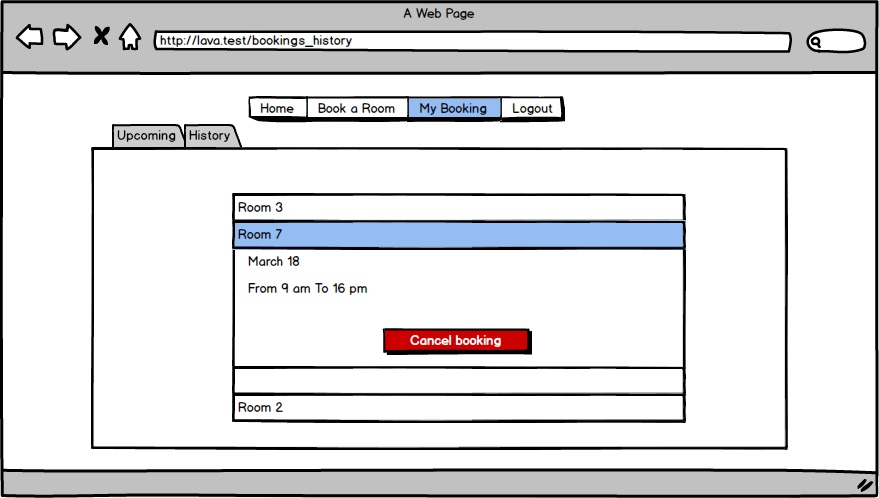 A Web Page
http://lava.test/bookings_history
Home Book a Room My Booking Logout
Upcoming History
Room 3
Room 7
March 18
From 9 am To 16 pm
Cancel booking
Room 2